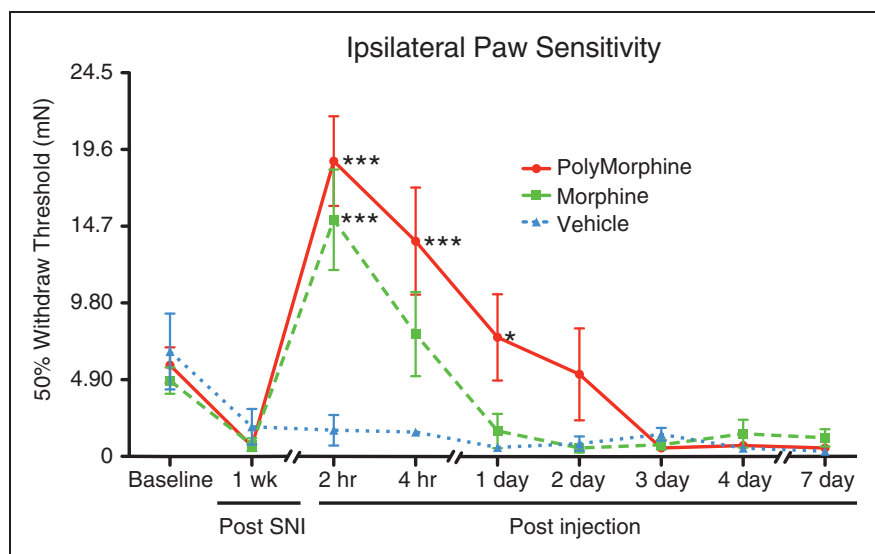 Ipsilateral Paw Sensitivity
50% Withdraw Threshold (mN)
24.5
19.6
14.7
9.80
4.90
0
PolyMorphine
Morphine
Vehicle
***
***
***
*
Baseline 1 wk 2 hr 4 hr 1 day 2 day 3 day 4 day 7 day
Post SNI Post injection